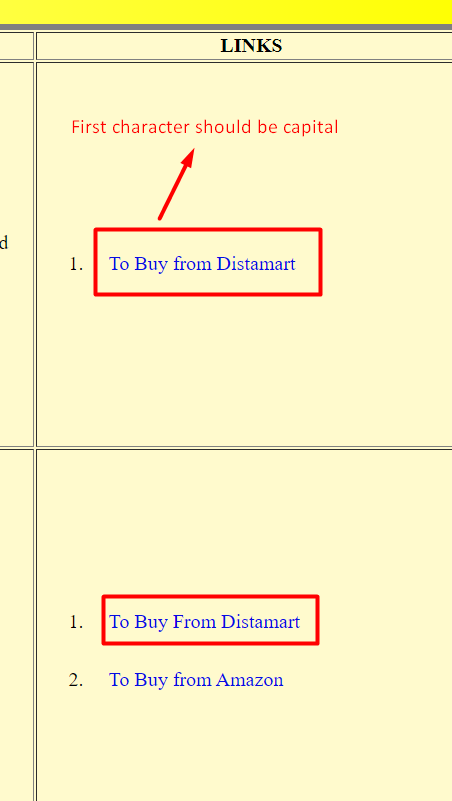 LINKS
First character should be capital
d
1. To Buy from Distamart
1. To Buy From Distamart
2. To Buy from Amazon